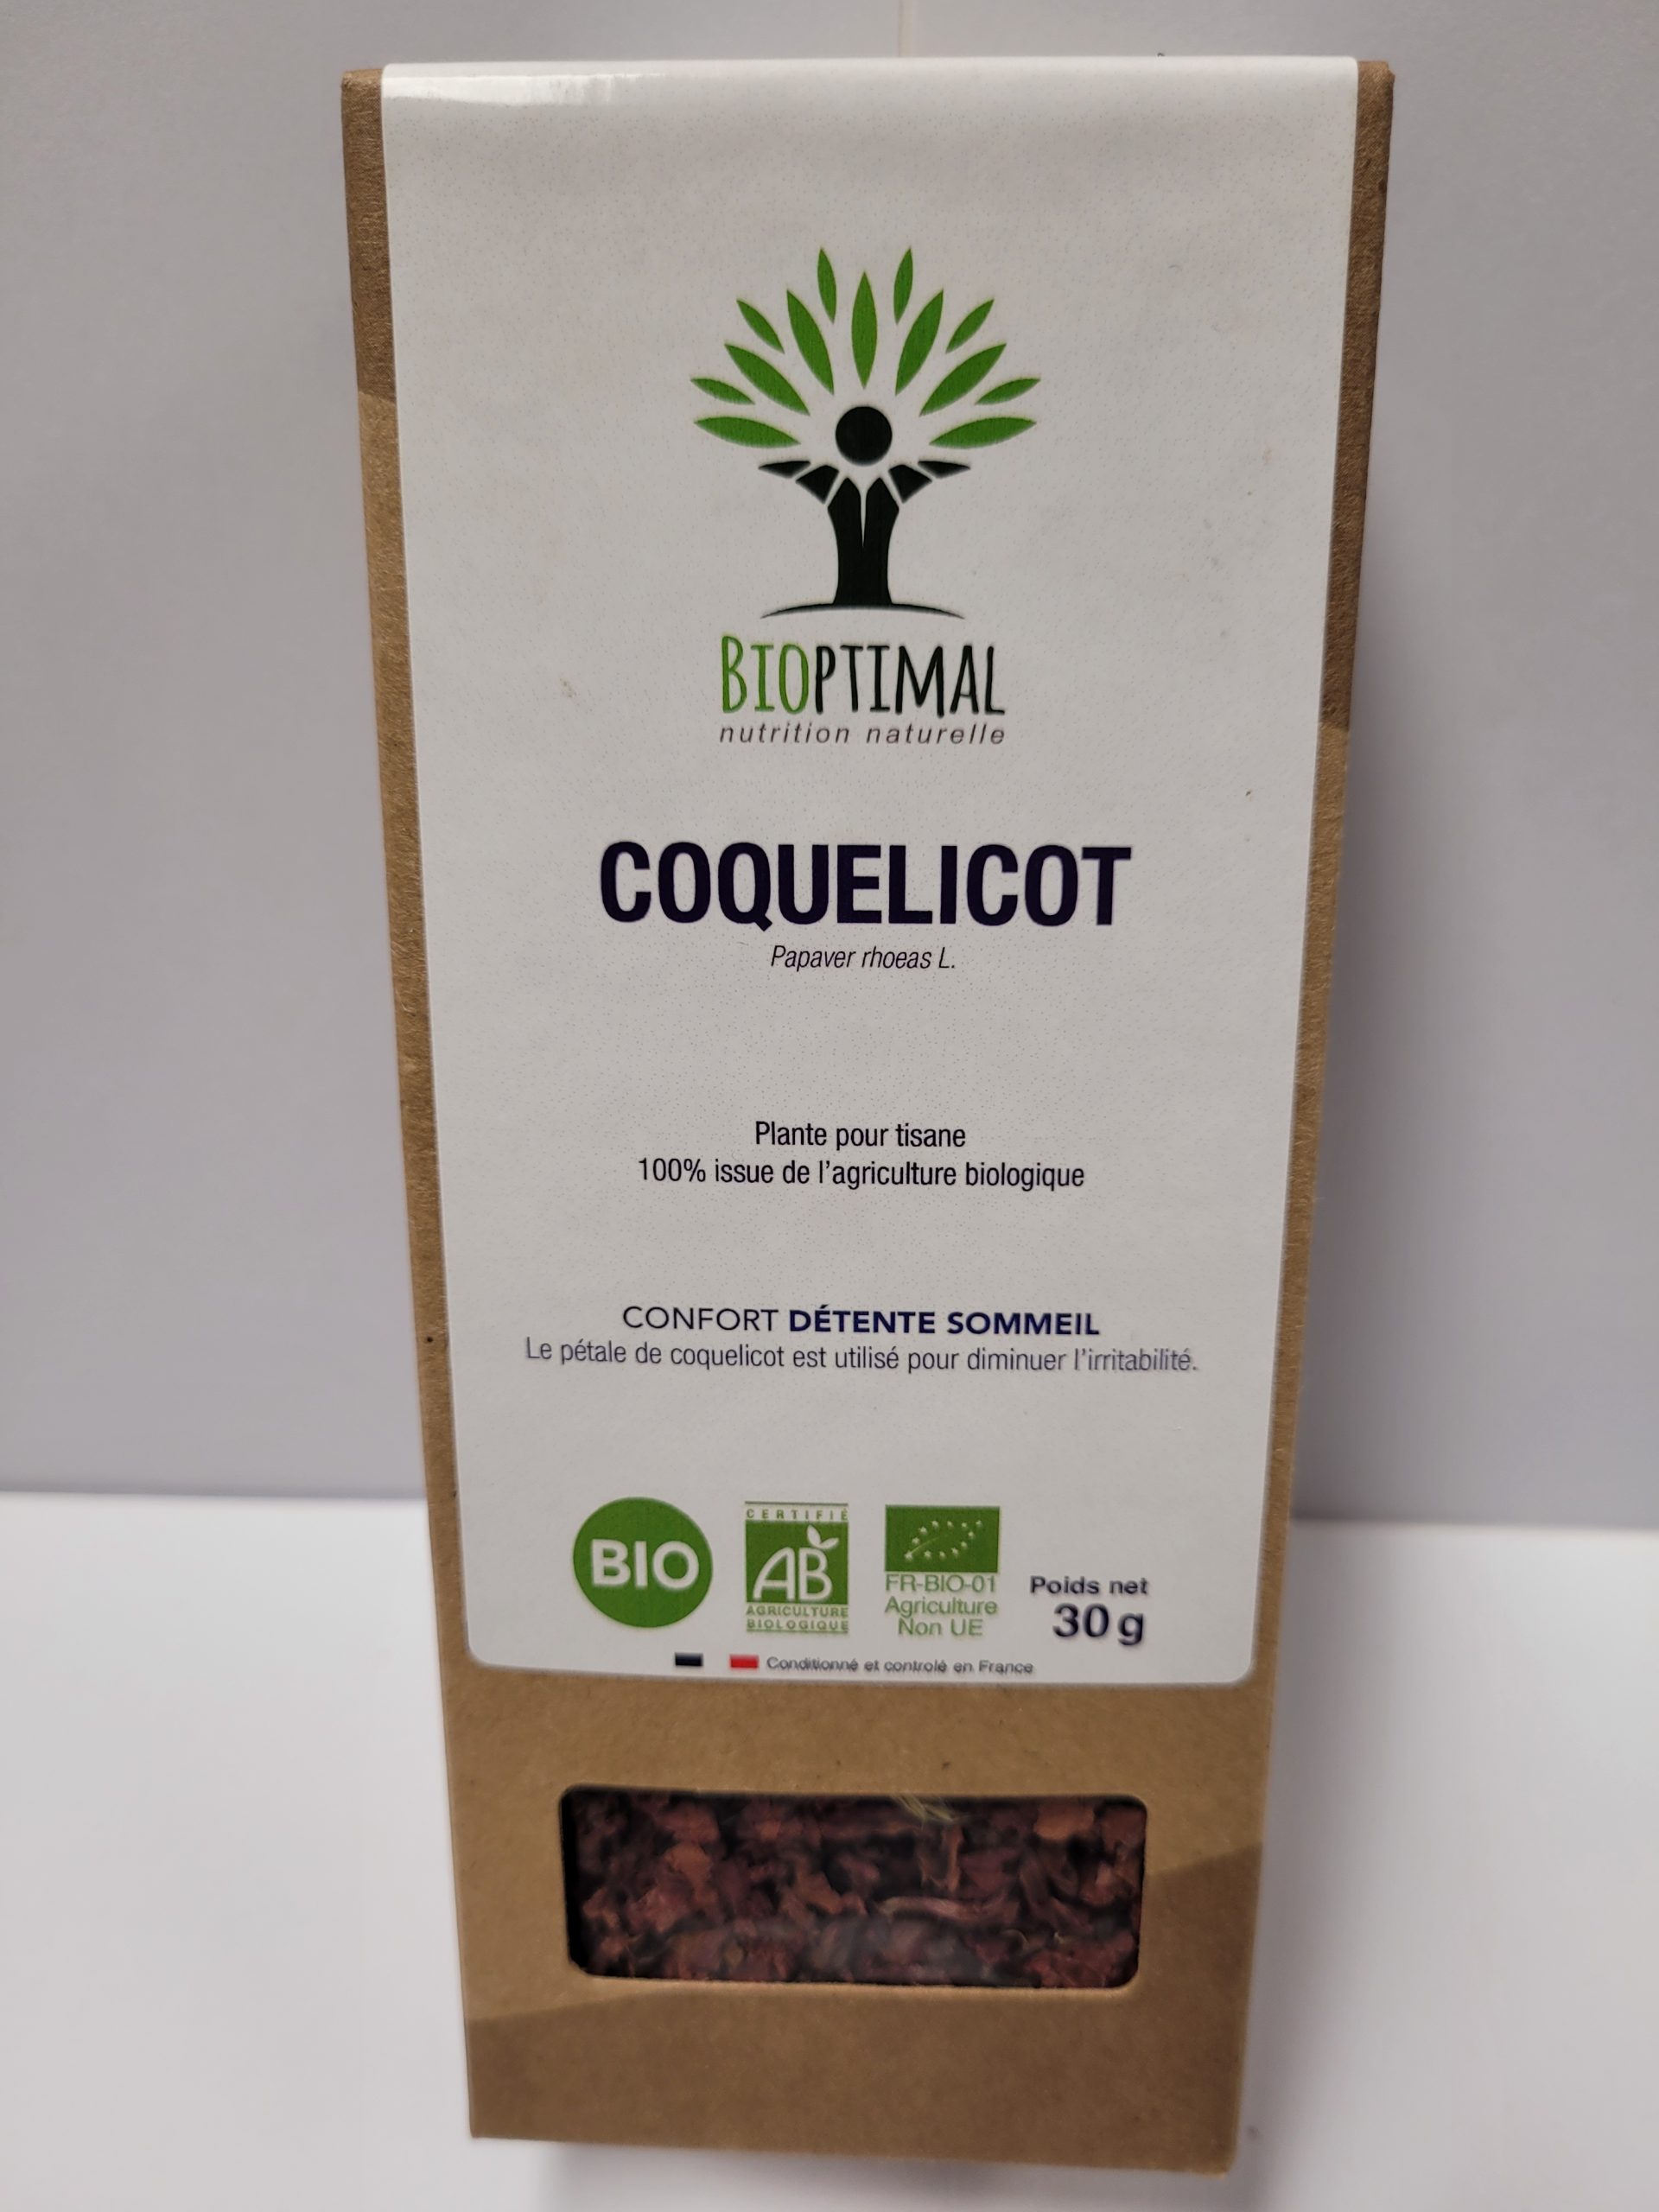 BIOPTIMAL
nutrition naturelle
COQUELICOT
Papaver rhoeas L.
Plante pour tisane
100% issue de l'agriculture biologique
CONFORT DÉTENTE SOMMEIL
Le pétale de coquelicot est utilisé pour diminuer l'irritabilité.
BIO
CERTIFIÉ
AB
AGRICULTURE
BIOLOGIQUE
FR-BIO-01
Agriculture
Non UE
Poids net
30 g
Conditionné et controlé en France